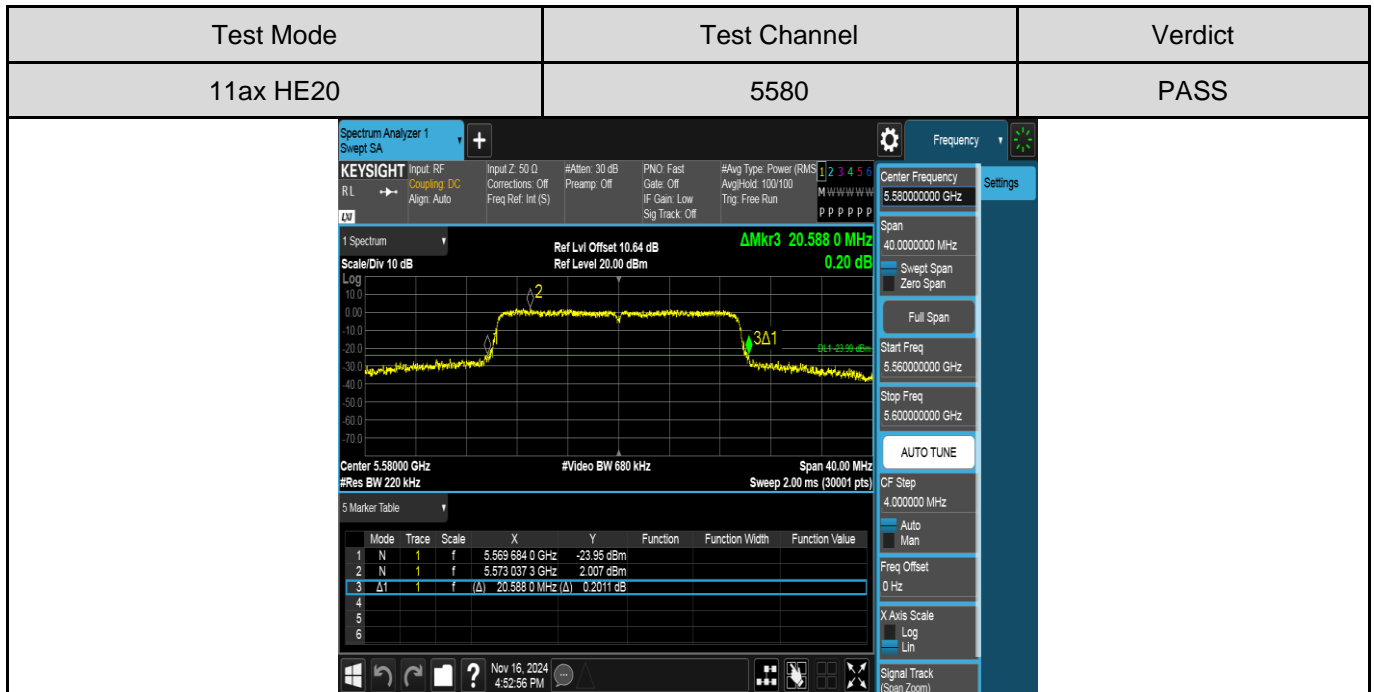 Test Mode Test Channel Verdict
11ax HE20 5580 PASS
Spectrum Analyzer 1
Swept SA
+
Frequency
KEYSIGHT Input: RF Input Z: 50 Ω #Atten: 30 dB PNO: Fast #Avg Type: Power (RMS 1 2 3 4 5 6
R L Coupling: DC Corrections: Off Preamp: Off Gate: Off Avg|Hold: 100/100 M W W W W W
Align: Auto Freq Ref: Int (S) IF Gain: Low Trig: Free Run
LXI Sig Track: Off P P P P P P
Center Frequency
5.580000000 GHz
Settings
Span
40.0000000 MHz
Swept Span
Zero Span
Full Span
Start Freq
5.560000000 GHz
Stop Freq
5.600000000 GHz
AUTO TUNE
CF Step
4.000000 MHz
Auto
Man
Freq Offset
0 Hz
X Axis Scale
Log
Lin
Signal Track
(Span Zoom)
1 Spectrum
Ref Lvl Offset 10.64 dB ΔMkr3 20.588 0 MHz
Scale/Div 10 dB Ref Level 20.00 dBm 0.20 dB
Log
10.0
0.00
-10.0
-20.0
-30.0
-40.0
-50.0
-60.0
-70.0
2
1
3Δ1
DL1 -23.99 dBm
Center 5.58000 GHz #Video BW 680 kHz Span 40.00 MHz
#Res BW 220 kHz Sweep 2.00 ms (30001 pts)
5 Marker Table
Mode Trace Scale X Y Function Function Width Function Value
1 N 1 f 5.569 684 0 GHz -23.95 dBm
2 N 1 f 5.573 037 3 GHz 2.007 dBm
3 Δ1 1 f (Δ) 20.588 0 MHz (Δ) 0.2011 dB
4
5
6
? Nov 16, 2024
4:52:56 PM